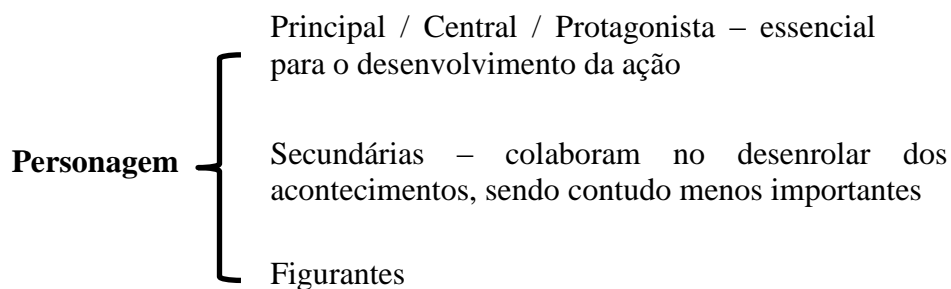 Principal / Central / Protagonista – essencial
para o desenvolvimento da ação
Personagem
Secundárias – colaboram no desenrolar dos
acontecimentos, sendo contudo menos importantes
Figurantes